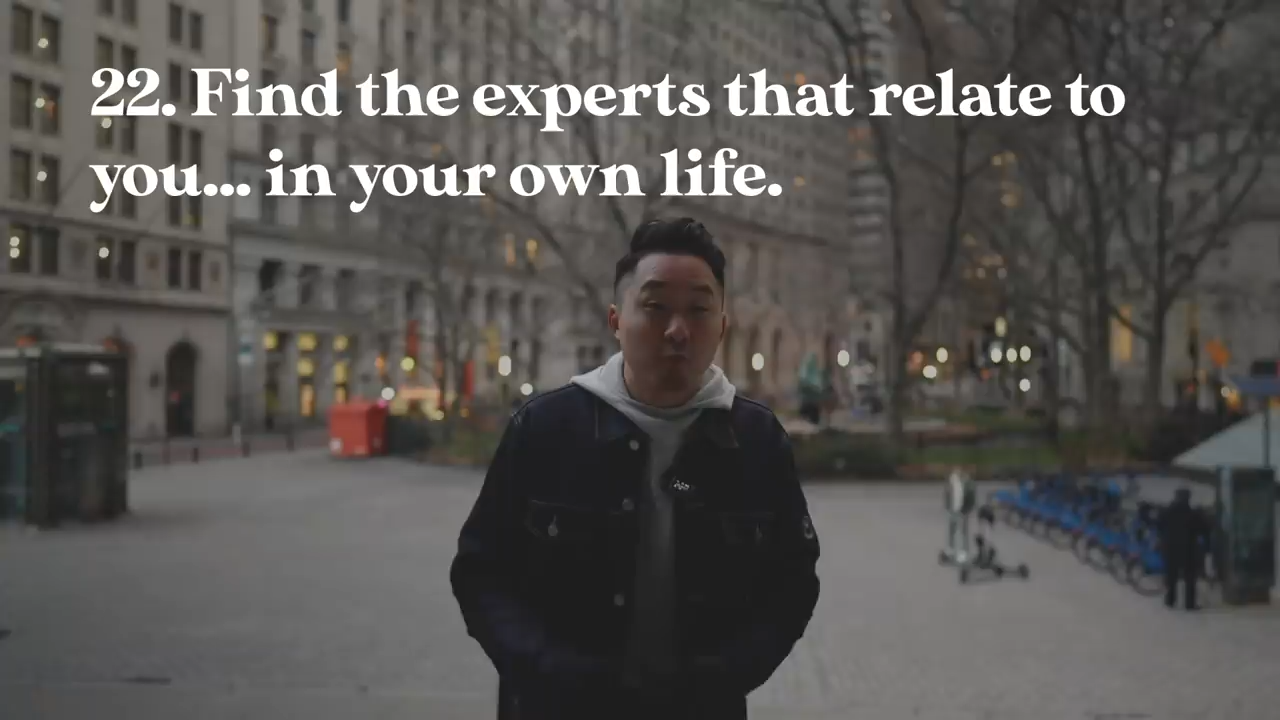 22. Find the experts that relate to
you... in your own life.